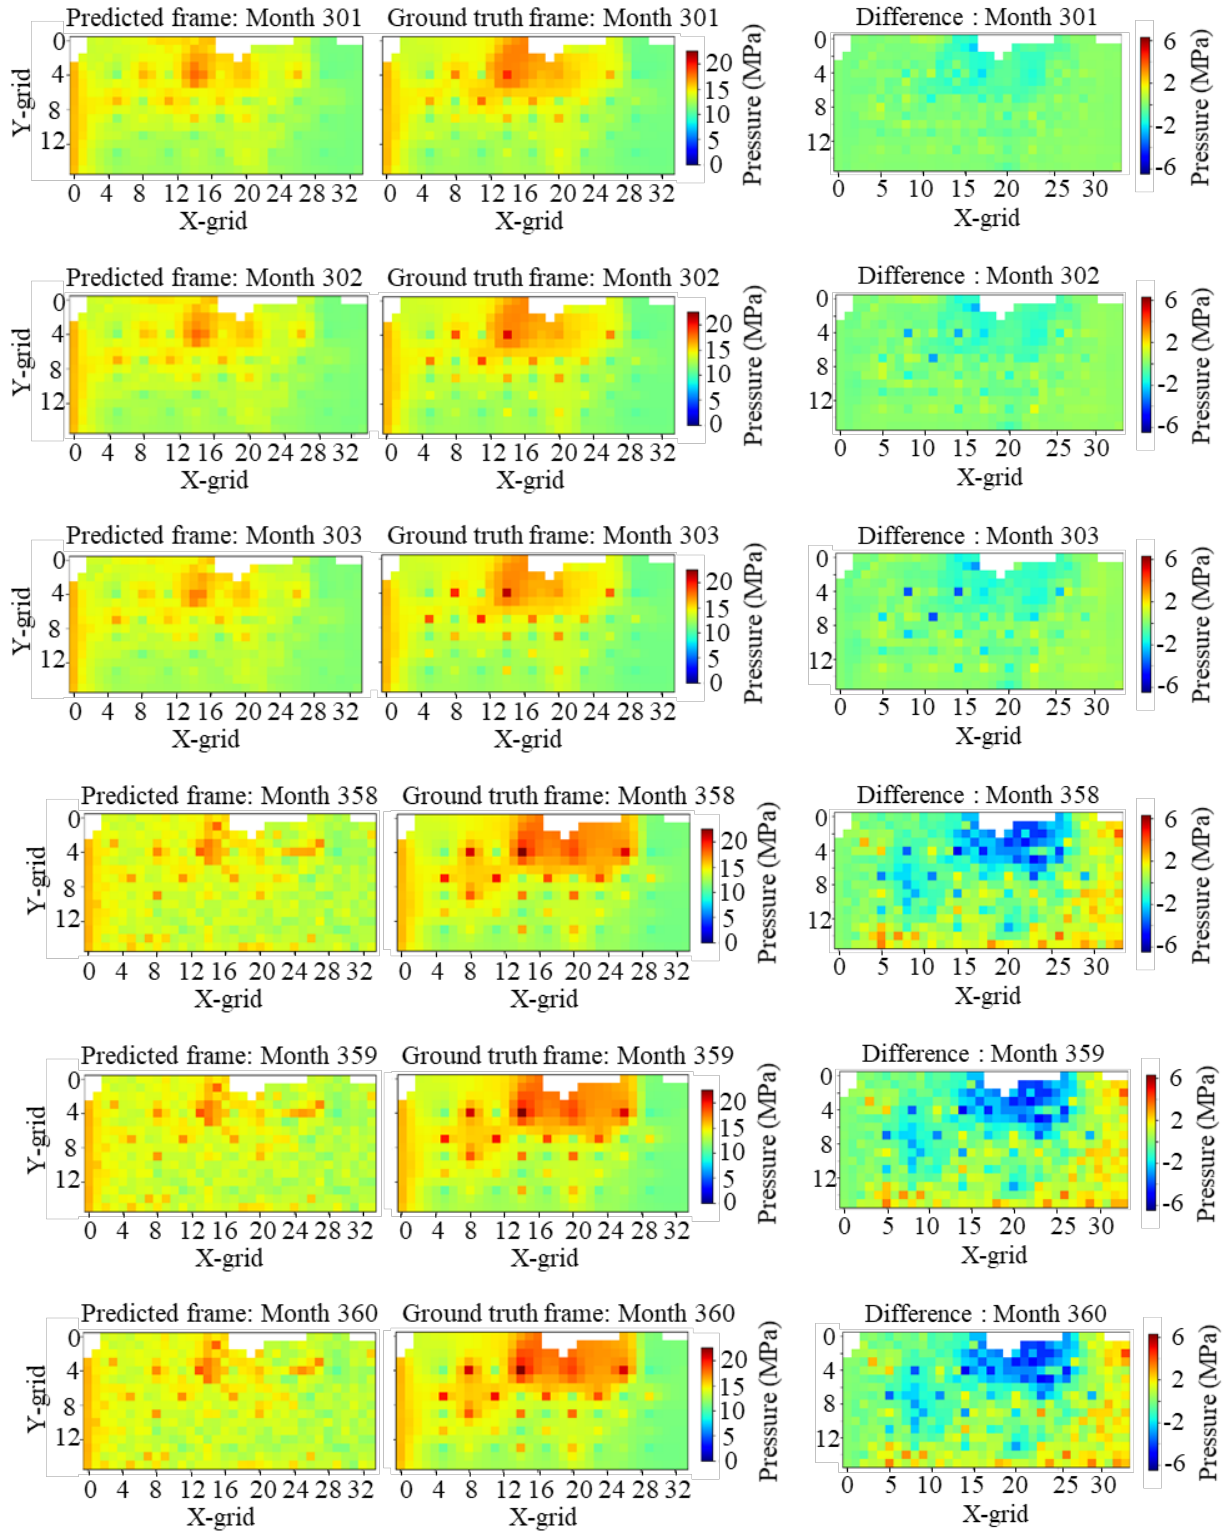 Predicted frame: Month 301 Ground truth frame: Month 301 Difference : Month 301
Y-grid
0 4 8 12
0 4 8 12 16 20 24 28 32
X-grid
0 4 8 12 16 20 24 28 32
X-grid
20 15 10 5 0
Pressure (MPa)
0 4 8 12
0 5 10 15 20 25 30
X-grid
6 2 -2 -6
Pressure (MPa)
Predicted frame: Month 302 Ground truth frame: Month 302 Difference : Month 302
Y-grid
0 4 8 12
0 4 8 12 16 20 24 28 32
X-grid
0 4 8 12 16 20 24 28 32
X-grid
20 15 10 5 0
Pressure (MPa)
0 4 8 12
0 5 10 15 20 25 30
X-grid
6 2 -2 -6
Pressure (MPa)
Predicted frame: Month 303 Ground truth frame: Month 303 Difference : Month 303
Y-grid
0 4 8 12
0 4 8 12 16 20 24 28 32
X-grid
0 4 8 12 16 20 24 28 32
X-grid
20 15 10 5 0
Pressure (MPa)
0 4 8 12
0 5 10 15 20 25 30
X-grid
6 2 -2 -6
Pressure (MPa)
Predicted frame: Month 358 Ground truth frame: Month 358 Difference : Month 358
Y-grid
0 4 8 12
0 4 8 12 16 20 24 28 32
X-grid
0 4 8 12 16 20 24 28 32
X-grid
20 15 10 5 0
Pressure (MPa)
0 4 8 12
0 5 10 15 20 25 30
X-grid
6 2 -2 -6
Pressure (MPa)
Predicted frame: Month 359 Ground truth frame: Month 359 Difference : Month 359
Y-grid
0 4 8 12
0 4 8 12 16 20 24 28 32
X-grid
0 4 8 12 16 20 24 28 32
X-grid
20 15 10 5 0
Pressure (MPa)
0 4 8 12
0 5 10 15 20 25 30
X-grid
6 2 -2 -6
Pressure (MPa)
Predicted frame: Month 360 Ground truth frame: Month 360 Difference : Month 360
Y-grid
0 4 8 12
0 4 8 12 16 20 24 28 32
X-grid
0 4 8 12 16 20 24 28 32
X-grid
20 15 10 5 0
Pressure (MPa)
0 4 8 12
0 5 10 15 20 25 30
X-grid
6 2 -2 -6
Pressure (MPa)